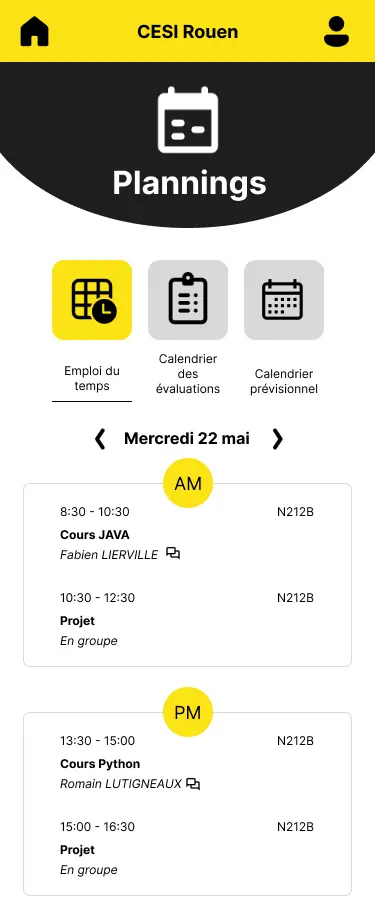 CESI Rouen
Plannings
Emploi du
temps
Calendrier
des
évaluations
Calendrier
prévisionnel
Mercredi 22 mai
AM
8:30 - 10:30 N212B
Cours JAVA
Fabien LIERVILLE
10:30 - 12:30 N212B
Projet
En groupe
PM
13:30 - 15:00 N212B
Cours Python
Romain LUTIGNEAUX
15:00 - 16:30 N212B
Projet
En groupe